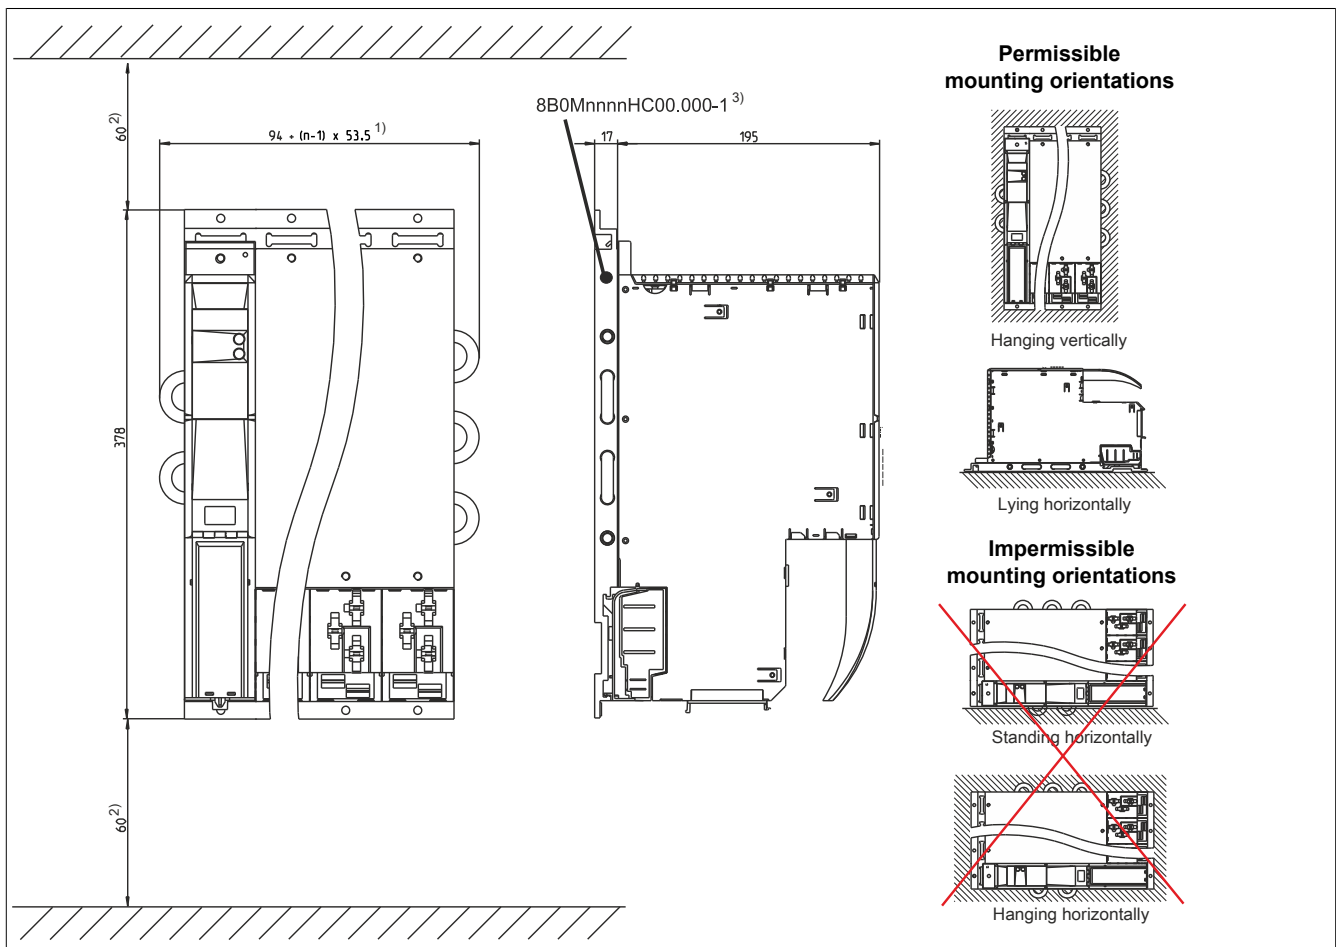 60 2)
94 + (n-1) x 53.5 1)
378
60 2)
8B0MnnnnHC00.000-1 3)
17
195
Permissible
mounting orientations
Hanging vertically
Lying horizontally
Impermissible
mounting orientations
Standing horizontally
Hanging horizontally